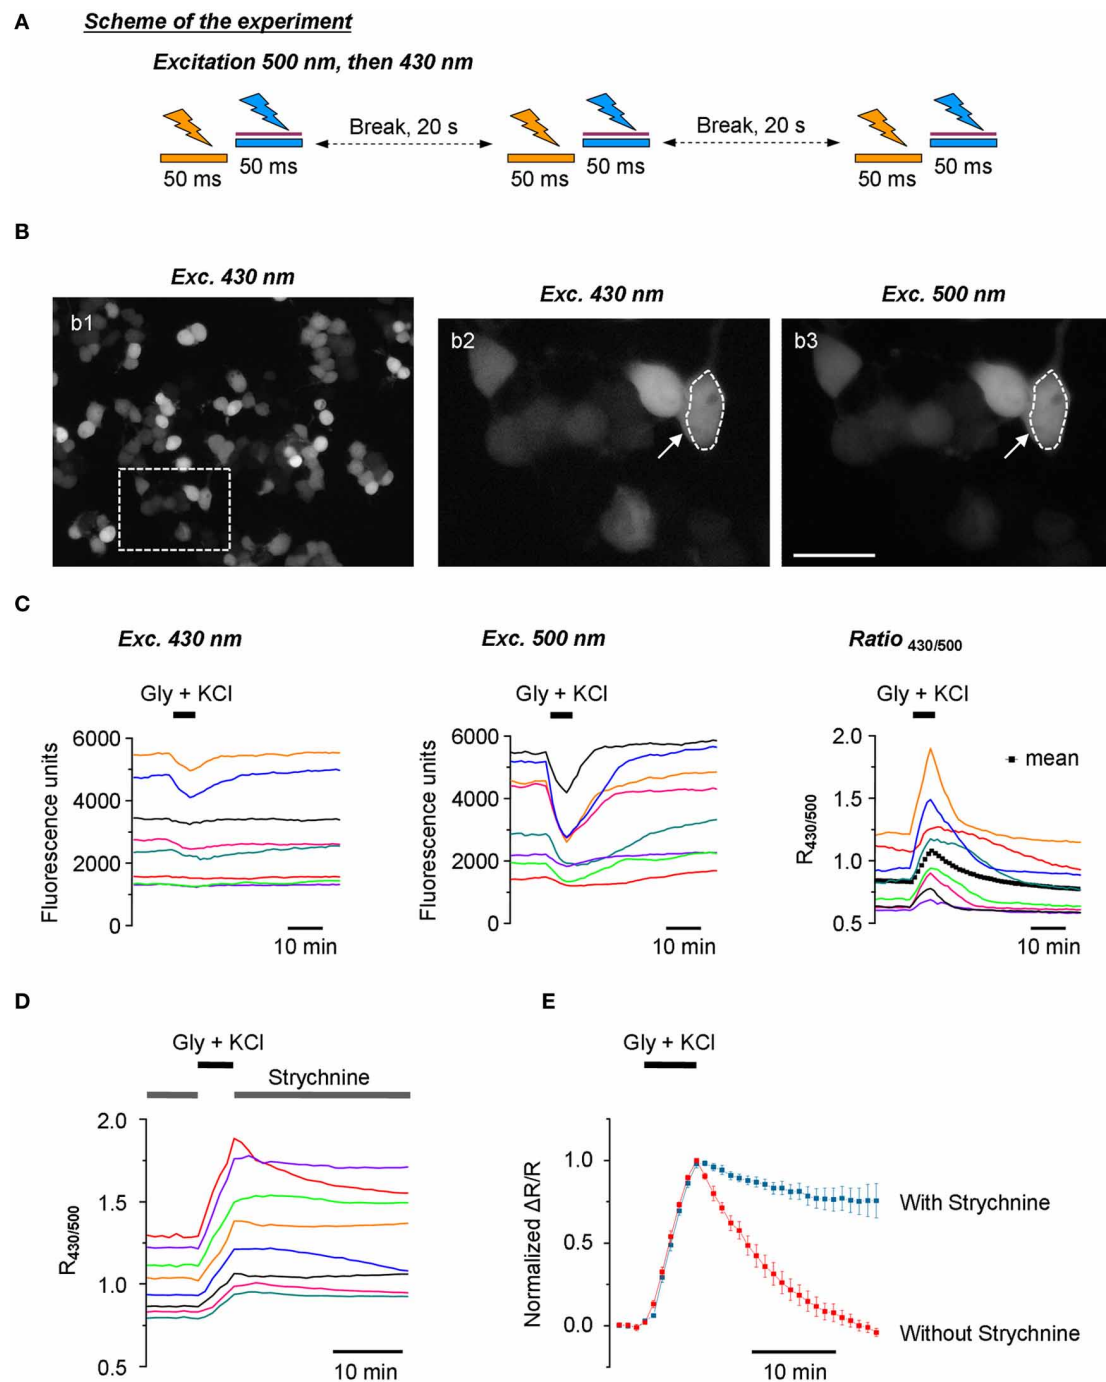 A
Scheme of the experiment
Excitation 500 nm, then 430 nm
Break, 20 s
Break, 20 s
50 ms
50 ms
50 ms
50 ms
50 ms
50 ms
B
Exc. 430 nm
Exc. 430 nm
Exc. 500 nm
b1
b2
b3
C
Exc. 430 nm
Exc. 500 nm
Ratio 430/500
Gly + KCl
Gly + KCl
Gly + KCl
Fluorescence units
6000
4000
2000
0
10 min
Fluorescence units
6000
4000
2000
0
10 min
R430/500
2.0
1.5
1.0
0.5
mean
10 min
D
Gly + KCl
Strychnine
R430/500
2.0
1.5
1.0
0.5
10 min
E
Gly + KCl
Normalized ΔR/R
1.0
0.5
0.0
With Strychnine
Without Strychnine
10 min